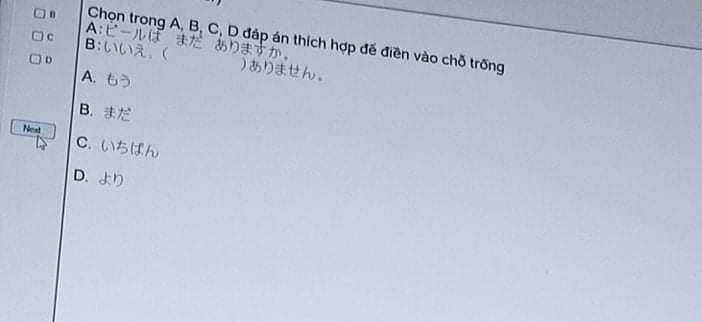 B
C
D
Next
Chọn trong A, B, C, D đáp án thích hợp để điền vào chỗ trống
A:ビールは まだ ありますか。
B:いいえ、( )ありません。
A. もう
B. まだ
C. いちばん
D. より